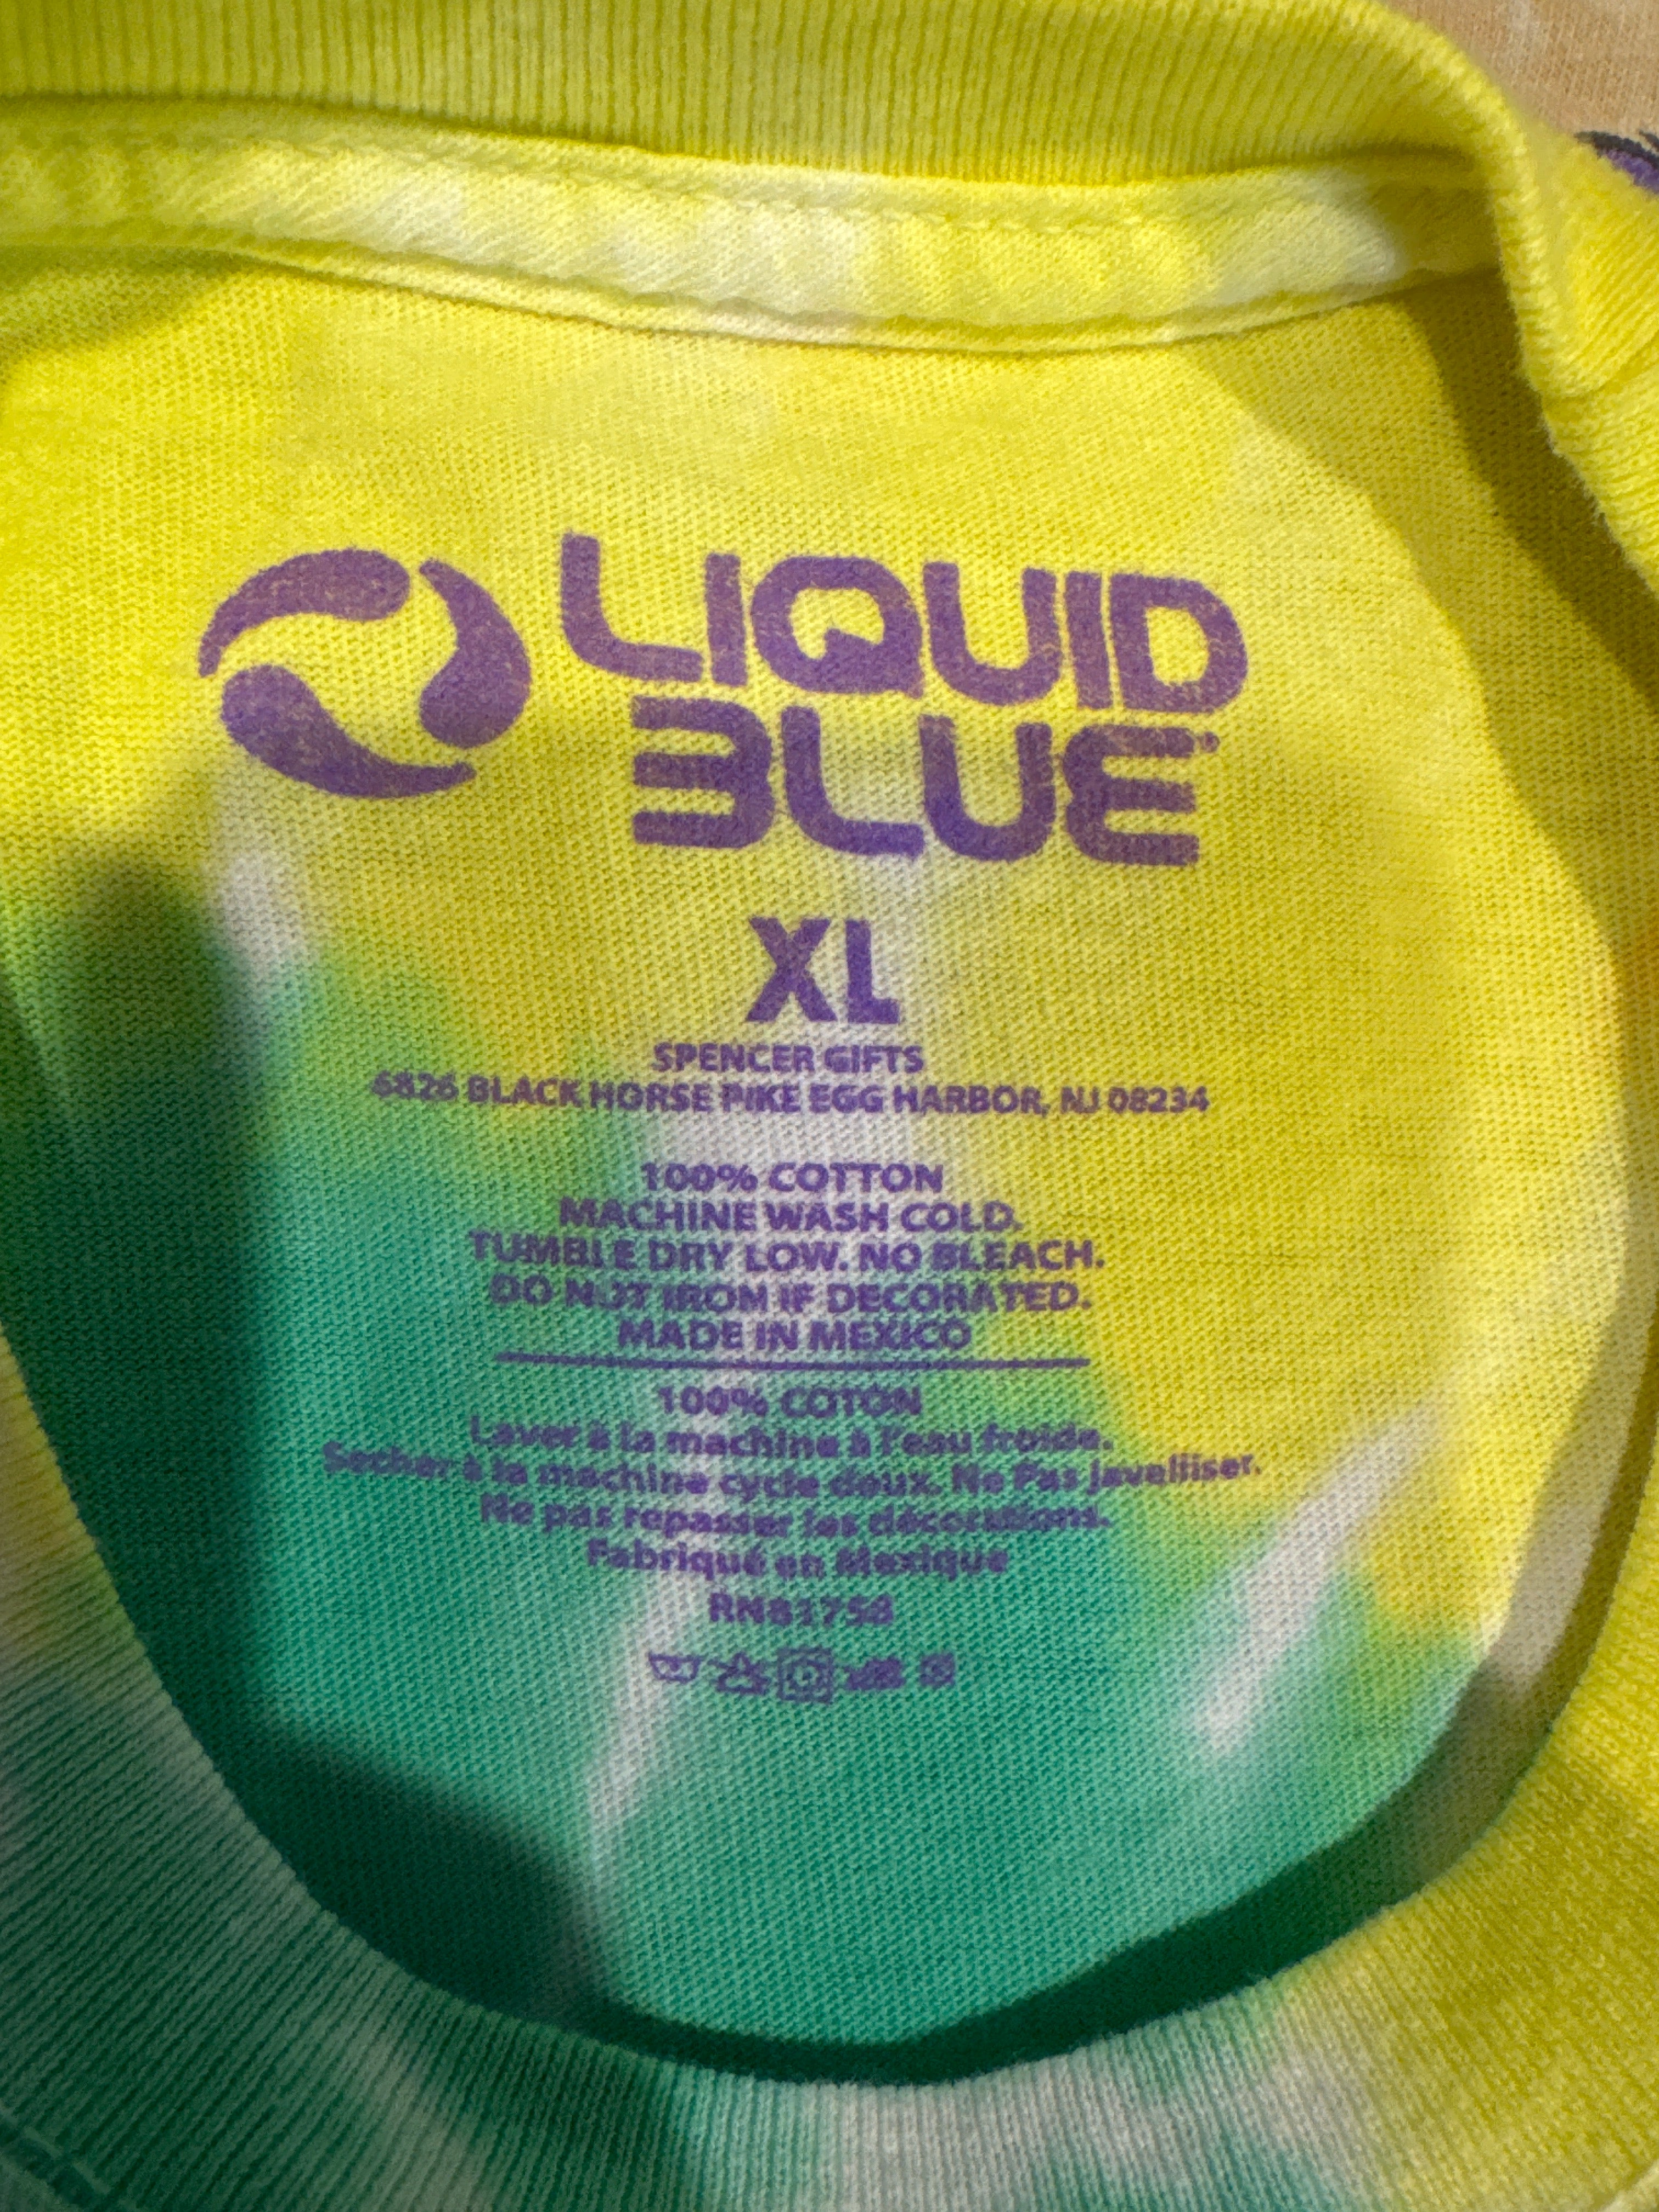 LIQUID
BLUE
XL
SPENCER GIFTS
6826 BLACK HORSE PIKE EGG HARBOR, NJ 08234
100% COTTON
MACHINE WASH COLD.
TUMBLE DRY LOW. NO BLEACH.
DO NOT IRON IF DECORATED.
MADE IN MEXICO
100% COTON
Laver à la machine à l'eau froide.
Secher à la machine cycle doux. Ne Pas javelliser.
Ne pas repasser les décorations.
Fabriqué en Mexique
RN81758